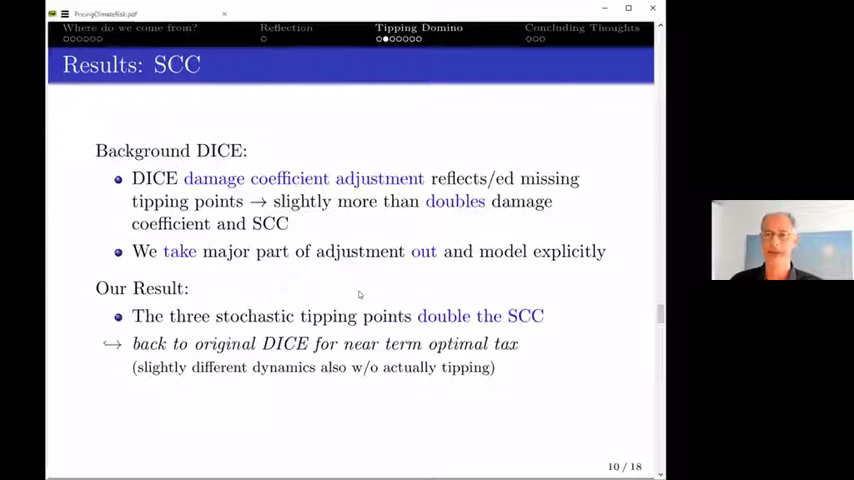 PricingClimateRisk.pdf
Where do we come from? Reflection Tipping Domino Concluding Thoughts
Results: SCC
Background DICE:
DICE damage coefficient adjustment reflects/ed missing
tipping points → slightly more than doubles damage
coefficient and SCC
We take major part of adjustment out and model explicitly
Our Result:
The three stochastic tipping points double the SCC
↪ back to original DICE for near term optimal tax
(slightly different dynamics also w/o actually tipping)
10 / 18